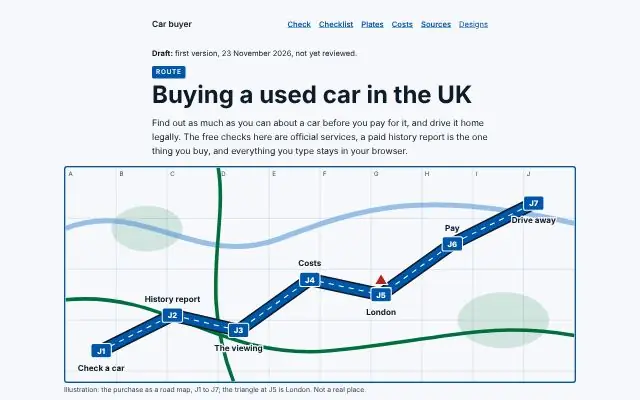 Car buyer
Check Checklist Plates Costs Sources Designs
Draft: first version, 23 November 2026, not yet reviewed.
ROUTE
Buying a used car in the UK
Find out as much as you can about a car before you pay for it, and drive it home
legally. The free checks here are official services, a paid history report is the one
thing you buy, and everything you type stays in your browser.
A B C D E F G H I J
J7
Drive away
Pay
J6
Costs
J4
J5
London
History report
J2
J3
The viewing
J1
Check a car
Illustration: the purchase as a road map, J1 to J7; the triangle at J5 is London. Not a real place.